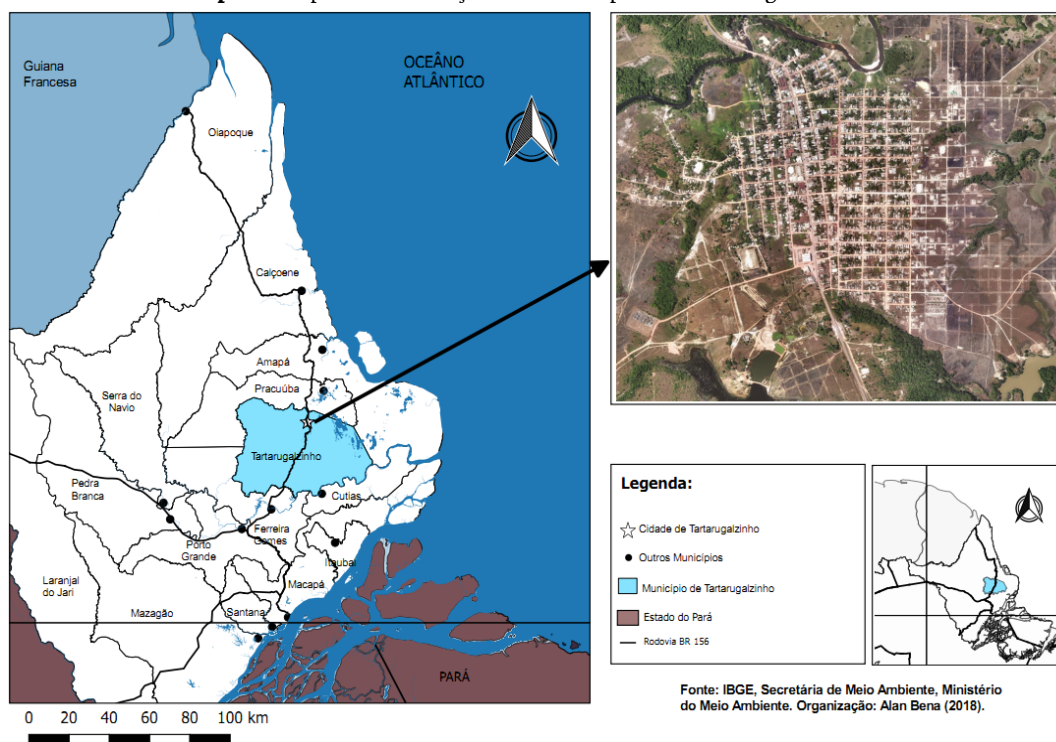 Guiana
Francesa
OCEÂNO
ATLÂNTICO
Oiapoque
Calçoene
Amapá
Pracuúba
Serra do
Navio
Tartarugalzinho
Pedra
Branca
Cutias
Ferreira
Gomes
Porto
Grande
Itaubal
Laranjal
do Jari
Macapá
Mazagão
Santana
PARÁ
0 20 40 60 80 100 km
Legenda:
Cidade de Tartarugalzinho
Outros Municípios
Município de Tartarugalzinho
Estado do Pará
Rodovia BR 156
Fonte: IBGE, Secretária de Meio Ambiente, Ministério
do Meio Ambiente. Organização: Alan Bena (2018).